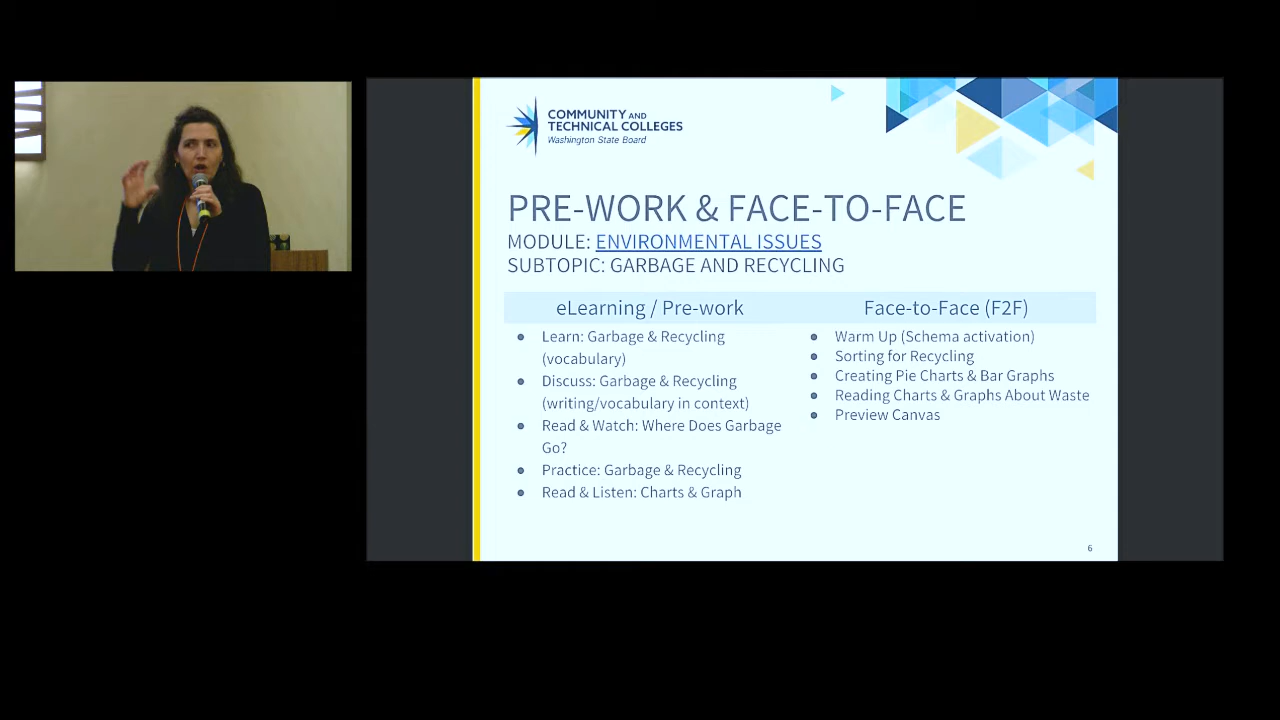 COMMUNITY AND
TECHNICAL COLLEGES
Washington State Board
PRE-WORK & FACE-TO-FACE
MODULE: ENVIRONMENTAL ISSUES
SUBTOPIC: GARBAGE AND RECYCLING
eLearning / Pre-work
● Learn: Garbage & Recycling
(vocabulary)
● Discuss: Garbage & Recycling
(writing/vocabulary in context)
● Read & Watch: Where Does Garbage
Go?
● Practice: Garbage & Recycling
● Read & Listen: Charts & Graph
Face-to-Face (F2F)
● Warm Up (Schema activation)
● Sorting for Recycling
● Creating Pie Charts & Bar Graphs
● Reading Charts & Graphs About Waste
● Preview Canvas
6